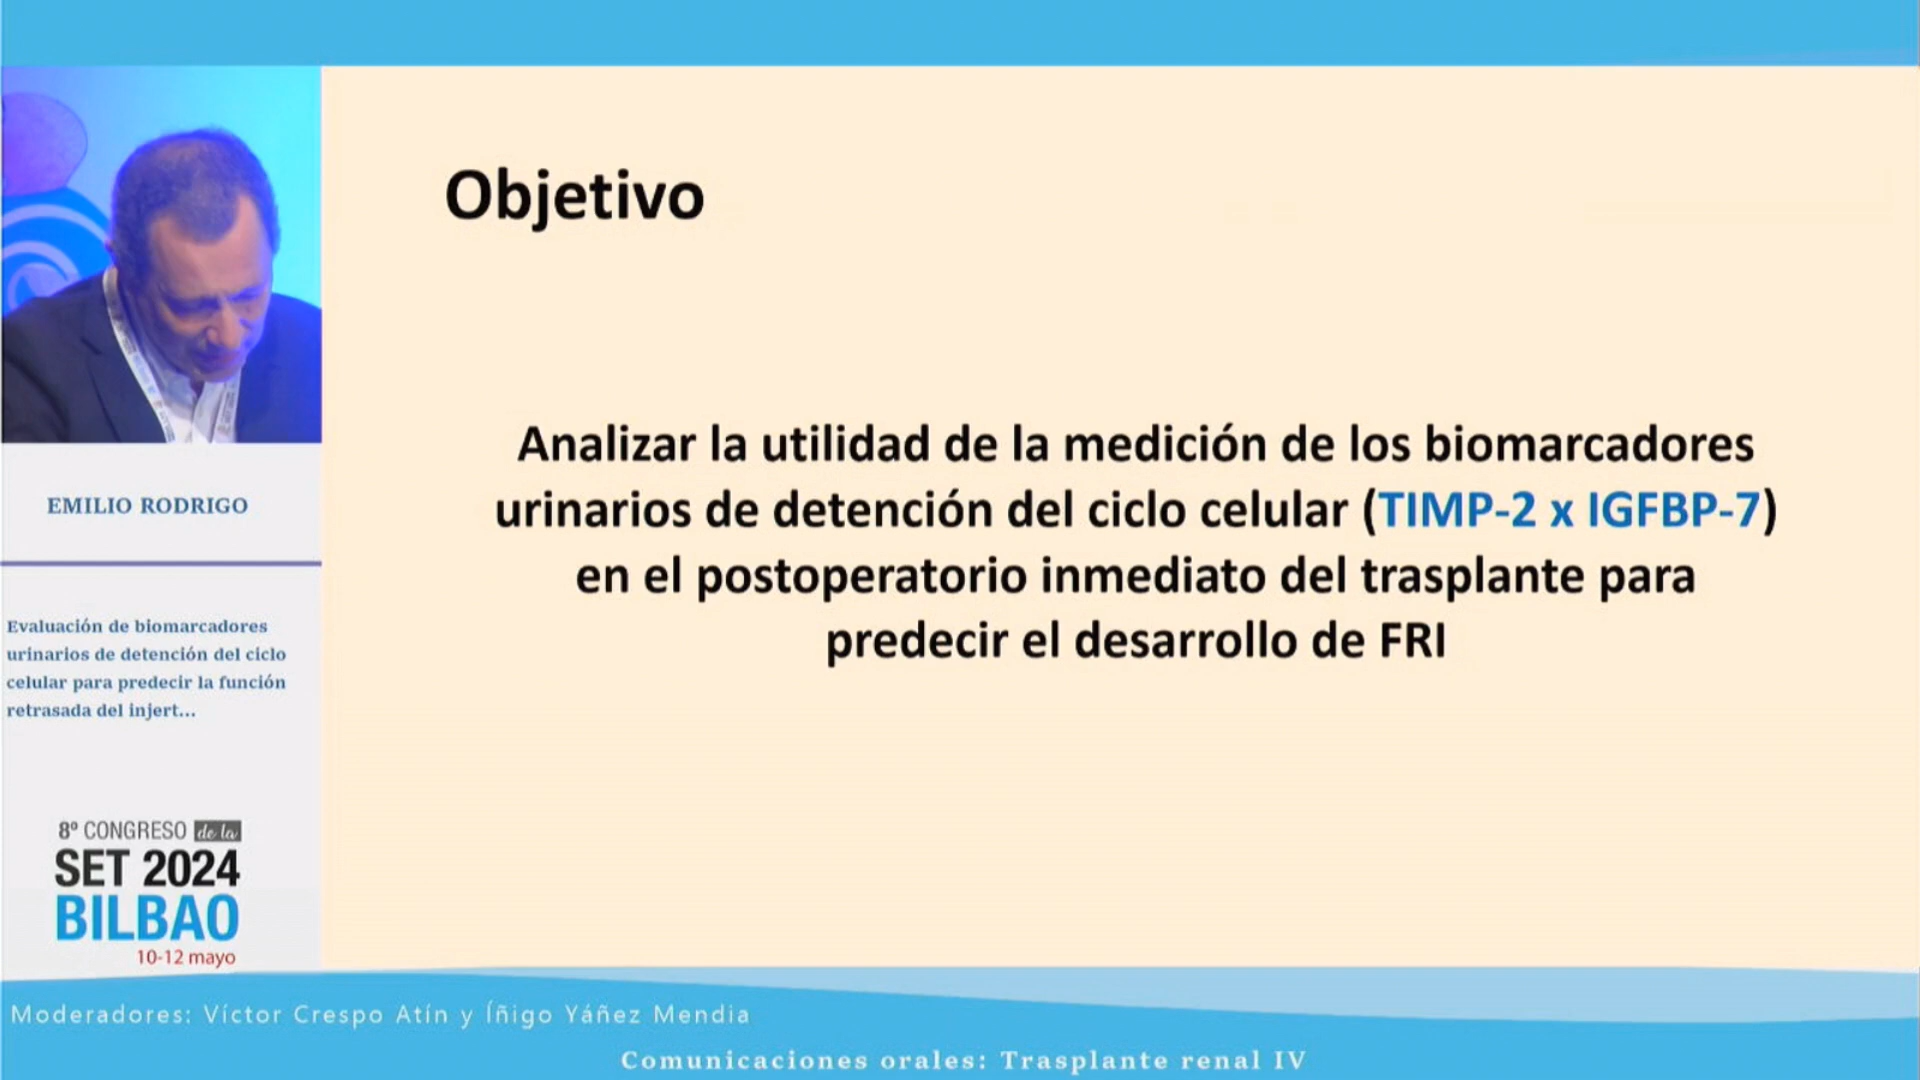 Objetivo
Analizar la utilidad de la medición de los biomarcadores
urinarios de detención del ciclo celular (TIMP-2 x IGFBP-7)
en el postoperatorio inmediato del trasplante para
predecir el desarrollo de FRI
EMILIO RODRIGO
Evaluación de biomarcadores
urinarios de detención del ciclo
celular para predecir la función
retrasada del injert...
8º CONGRESO de la
SET 2024
BILBAO
10-12 mayo
Moderadores: Víctor Crespo Atín y Íñigo Yáñez Mendia
Comunicaciones orales: Trasplante renal IV